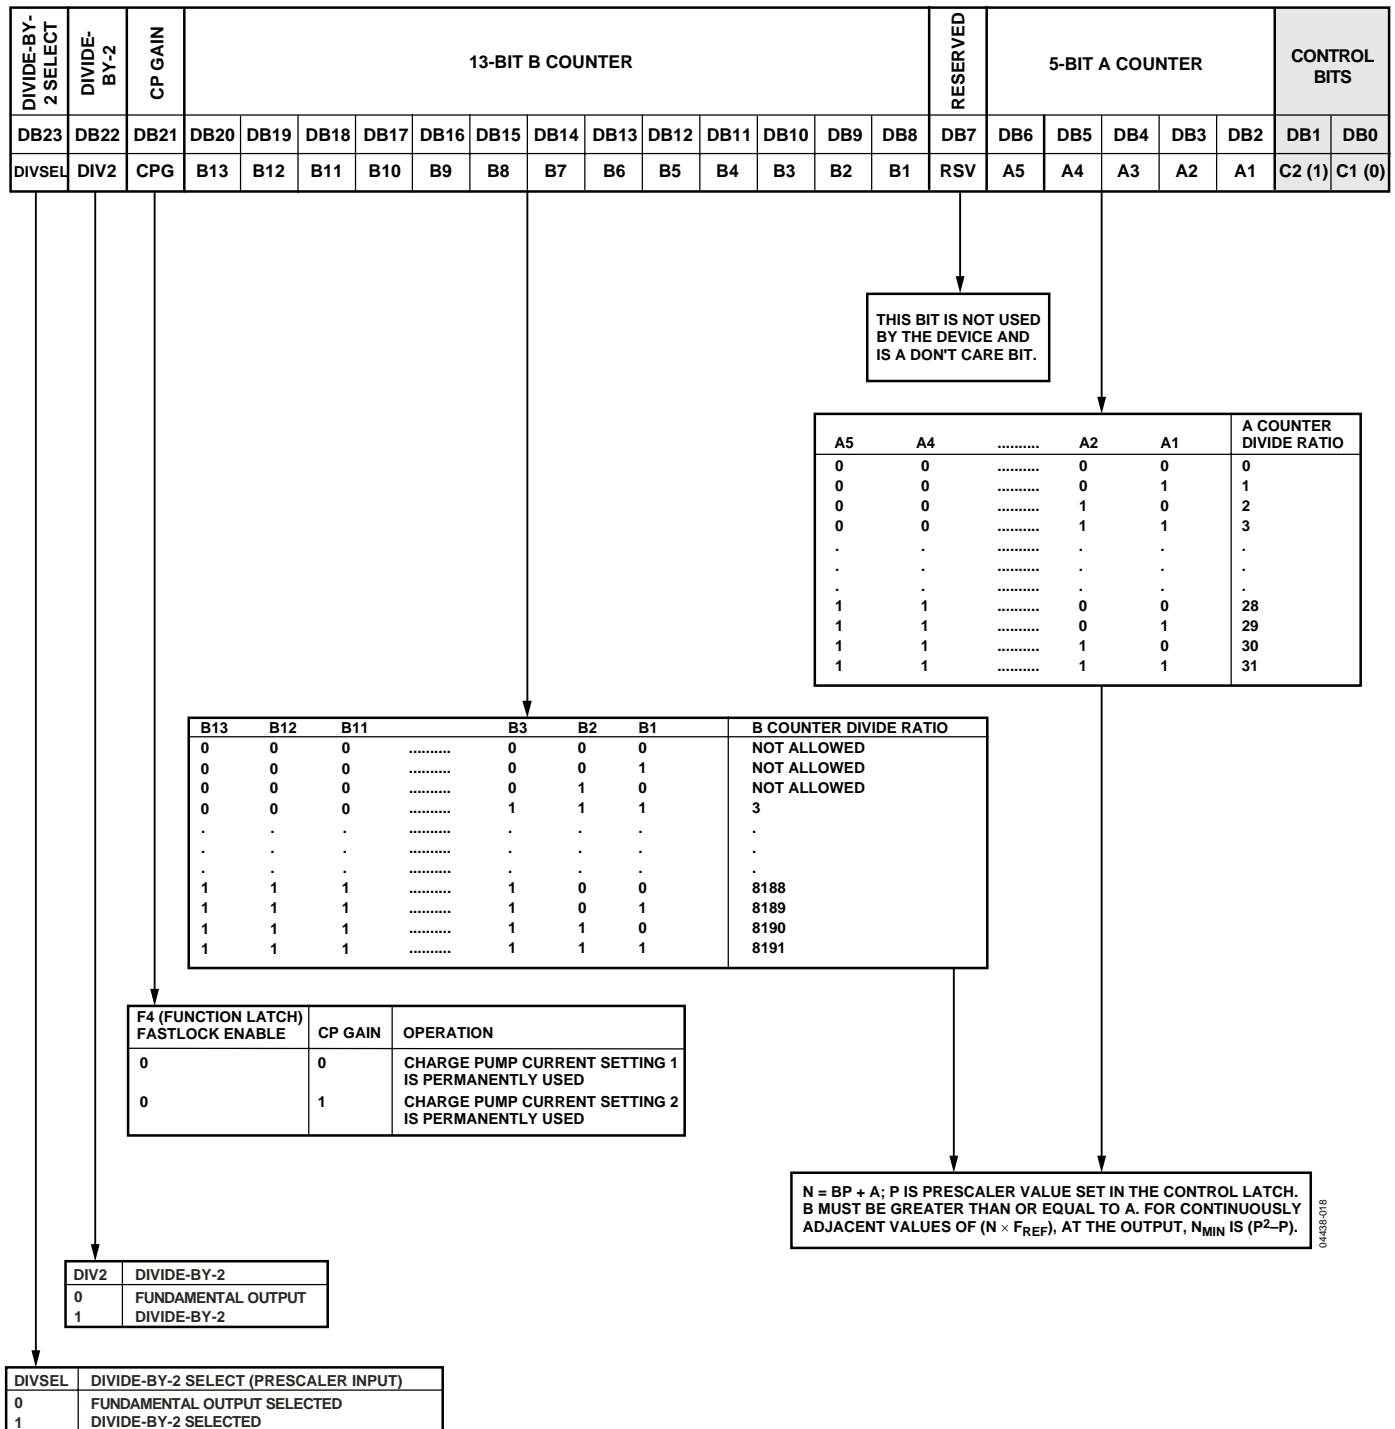 DIVIDE-BY-
2 SELECT
DIVIDE-
BY-2
CP GAIN
13-BIT B COUNTER
RESERVED
5-BIT A COUNTER
CONTROL
BITS
DB23 DB22 DB21 DB20 DB19 DB18 DB17 DB16 DB15 DB14 DB13 DB12 DB11 DB10 DB9 DB8 DB7 DB6 DB5 DB4 DB3 DB2 DB1 DB0
DIVSEL DIV2 CPG B13 B12 B11 B10 B9 B8 B7 B6 B5 B4 B3 B2 B1 RSV A5 A4 A3 A2 A1 C2 (1) C1 (0)
THIS BIT IS NOT USED
BY THE DEVICE AND
IS A DON'T CARE BIT.
A COUNTER
A5 A4 .......... A2 A1 DIVIDE RATIO
0 0 .......... 0 0 0
0 0 .......... 0 1 1
0 0 .......... 1 0 2
0 0 .......... 1 1 3
. . .......... . . .
. . .......... . . .
. . .......... . . .
1 1 .......... 0 0 28
1 1 .......... 0 1 29
1 1 .......... 1 0 30
1 1 .......... 1 1 31
B13 B12 B11 B3 B2 B1 B COUNTER DIVIDE RATIO
0 0 0 .......... 0 0 0 NOT ALLOWED
0 0 0 .......... 0 0 1 NOT ALLOWED
0 0 0 .......... 0 1 0 NOT ALLOWED
0 0 0 .......... 1 1 1 3
. . . .......... . . . .
. . . .......... . . . .
. . . .......... . . . .
1 1 1 .......... 1 0 0 8188
1 1 1 .......... 1 0 1 8189
1 1 1 .......... 1 1 0 8190
1 1 1 .......... 1 1 1 8191
F4 (FUNCTION LATCH)
FASTLOCK ENABLE CP GAIN OPERATION
0 0 CHARGE PUMP CURRENT SETTING 1
IS PERMANENTLY USED
0 1 CHARGE PUMP CURRENT SETTING 2
IS PERMANENTLY USED
N = BP + A; P IS PRESCALER VALUE SET IN THE CONTROL LATCH.
B MUST BE GREATER THAN OR EQUAL TO A. FOR CONTINUOUSLY
ADJACENT VALUES OF (N × FREF), AT THE OUTPUT, NMIN IS (P2–P).
04438-018
DIV2 DIVIDE-BY-2
0 FUNDAMENTAL OUTPUT
1 DIVIDE-BY-2
DIVSEL DIVIDE-BY-2 SELECT (PRESCALER INPUT)
0 FUNDAMENTAL OUTPUT SELECTED
1 DIVIDE-BY-2 SELECTED